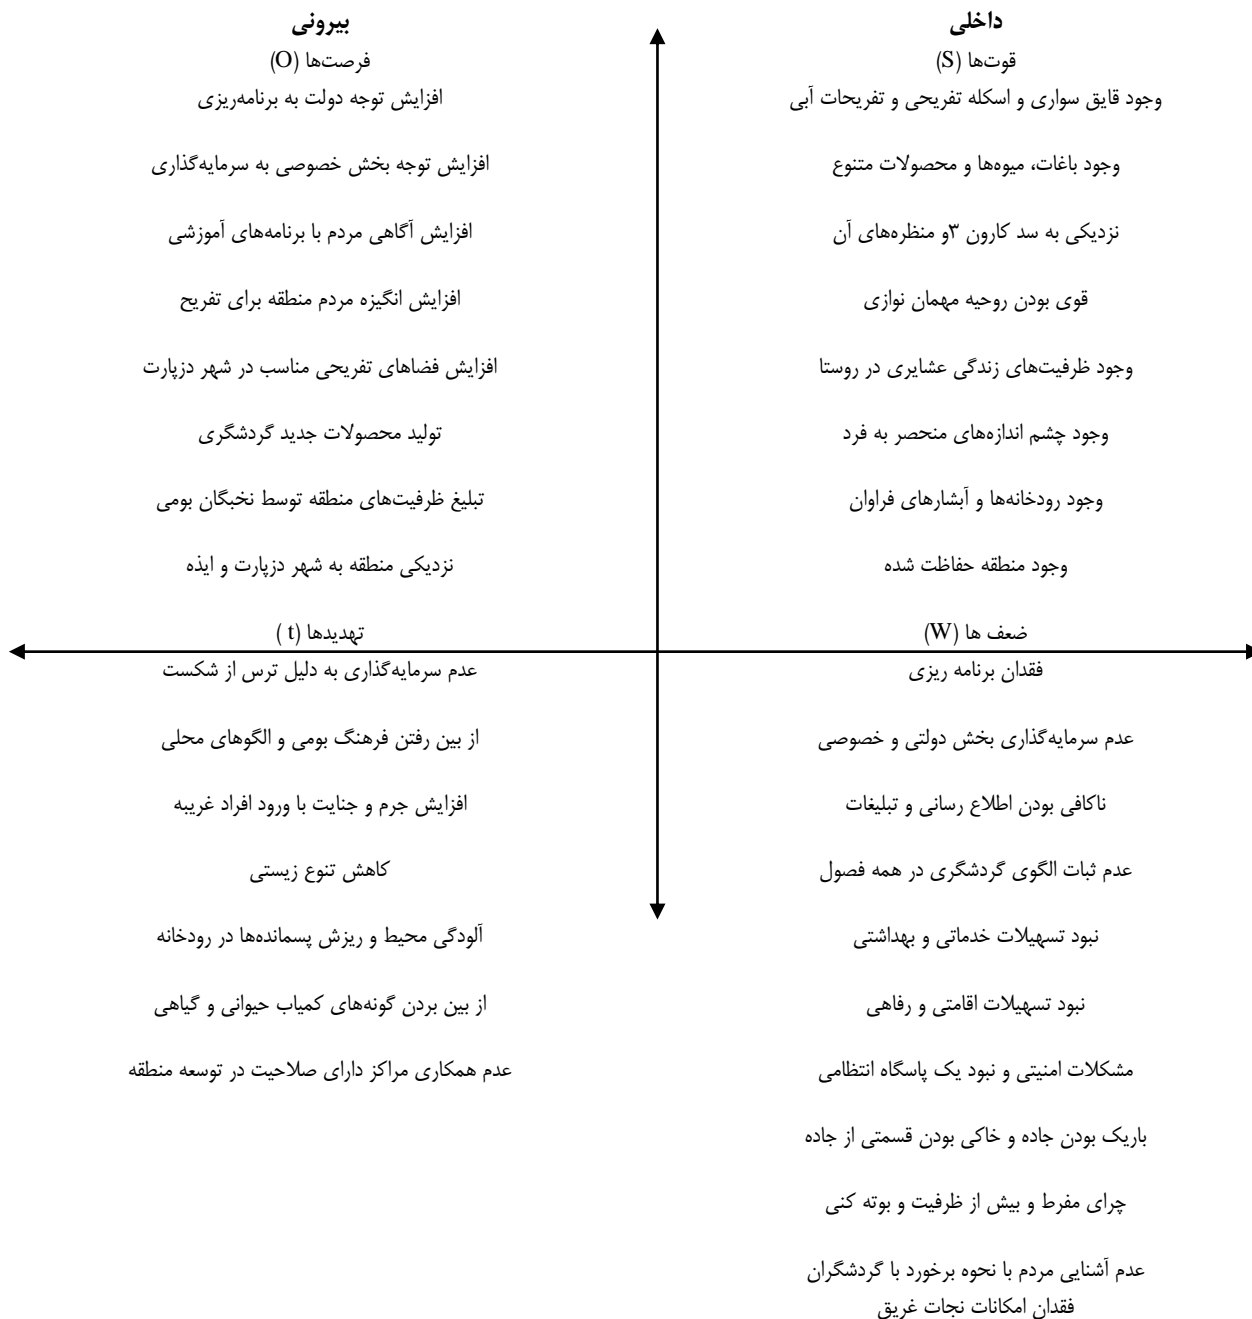 داخلی
قوت‌ها (S)
وجود قایق سواری و اسکله تفریحی و تفریحات آبی
وجود باغات، میوه‌ها و محصولات متنوع
نزدیکی به سد کارون ۳و منظره‌های آن
قوی بودن روحیه مهمان نوازی
وجود ظرفیت‌های زندگی عشایری در روستا
وجود چشم اندازه‌های منحصر به فرد
وجود رودخانه‌ها و آبشارهای فراوان
وجود منطقه حفاظت شده
ضعف ها (W)
فقدان برنامه ریزی
عدم سرمایه‌گذاری بخش دولتی و خصوصی
ناکافی بودن اطلاع رسانی و تبلیغات
عدم ثبات الگوی گردشگری در همه فصول
نبود تسهیلات خدماتی و بهداشتی
نبود تسهیلات اقامتی و رفاهی
مشکلات امنیتی و نبود یک پاسگاه انتظامی
باریک بودن جاده و خاکی بودن قسمتی از جاده
چرای مفرط و بیش از ظرفیت و بوته کنی
عدم آشنایی مردم با نحوه برخورد با گردشگران
فقدان امکانات نجات غریق
بیرونی
فرصت‌ها (O)
افزایش توجه دولت به برنامه‌ریزی
افزایش توجه بخش خصوصی به سرمایه‌گذاری
افزایش آگاهی مردم با برنامه‌های آموزشی
افزایش انگیزه مردم منطقه برای تفریح
افزایش فضاهای تفریحی مناسب در شهر دزپارت
تولید محصولات جدید گردشگری
تبلیغ ظرفیت‌های منطقه توسط نخبگان بومی
نزدیکی منطقه به شهر دزپارت و ایذه
تهدیدها (t )
عدم سرمایه‌گذاری به دلیل ترس از شکست
از بین رفتن فرهنگ بومی و الگوهای محلی
افزایش جرم و جنایت با ورود افراد غریبه
کاهش تنوع زیستی
آلودگی محیط و ریزش پسمانده‌ها در رودخانه
از بین بردن گونه‌های کمیاب حیوانی و گیاهی
عدم همکاری مراکز دارای صلاحیت در توسعه منطقه